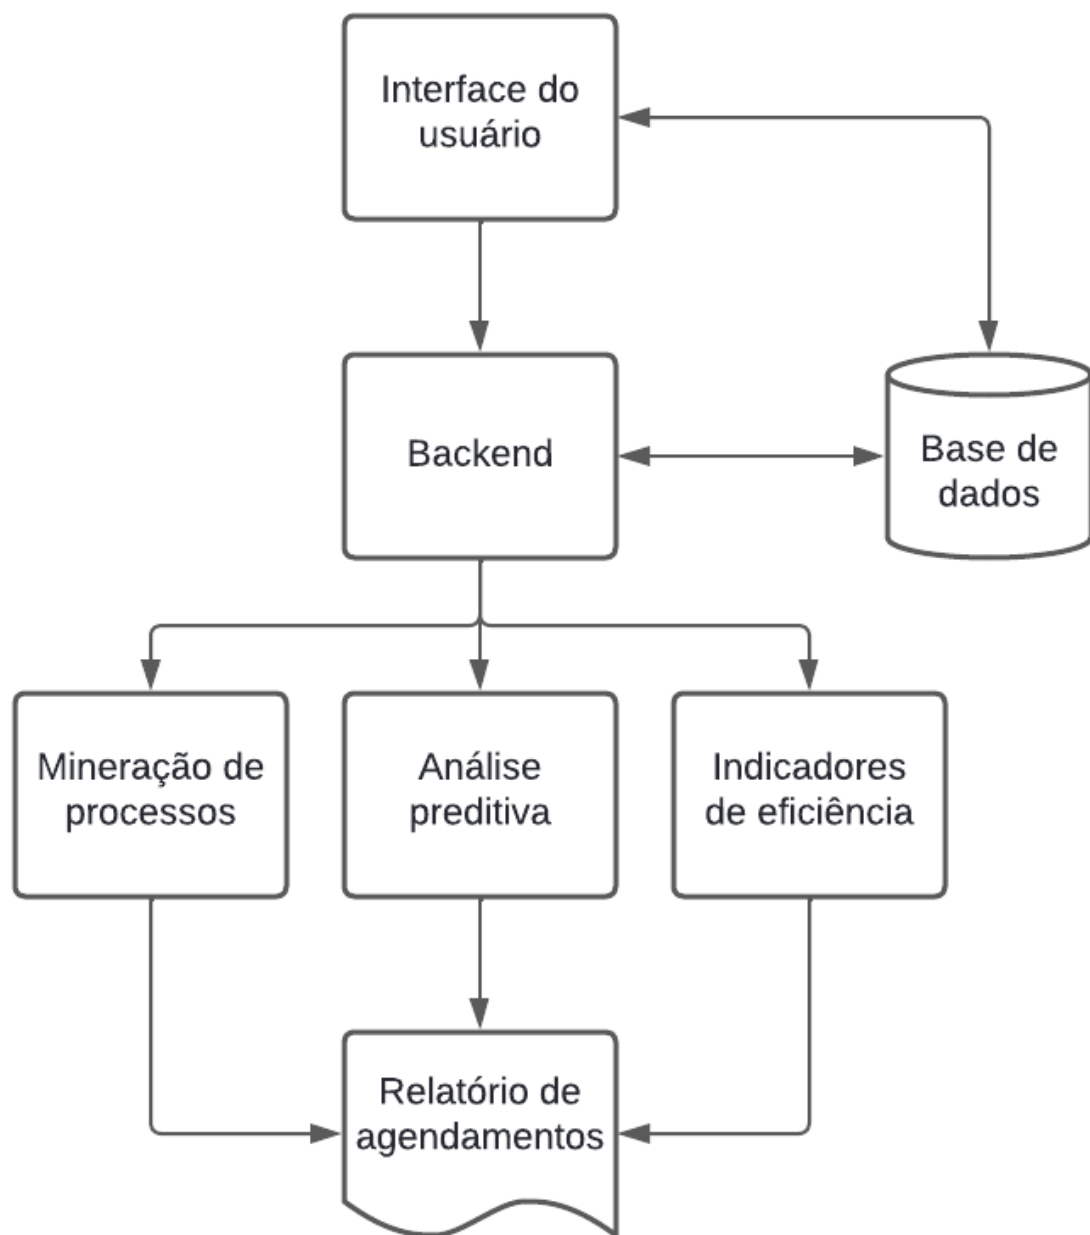 Interface do
usuário
Backend
Base de
dados
Mineração de
processos
Análise
preditiva
Indicadores
de eficiência
Relatório de
agendamentos